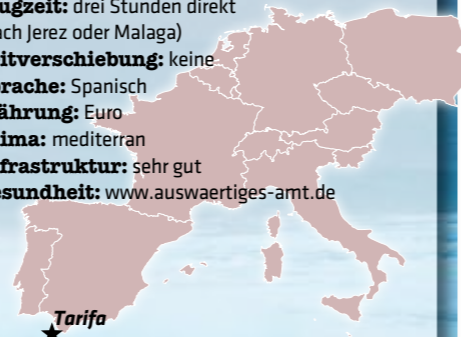 ugzeit: drei Stunden direkt
ach Jerez oder Malaga)
itverschiebung: keine
rache: Spanisch
ährung: Euro
ima: mediterran
frastruktur: sehr gut
esundheit: www.auswaertiges-amt.de
Tarifa